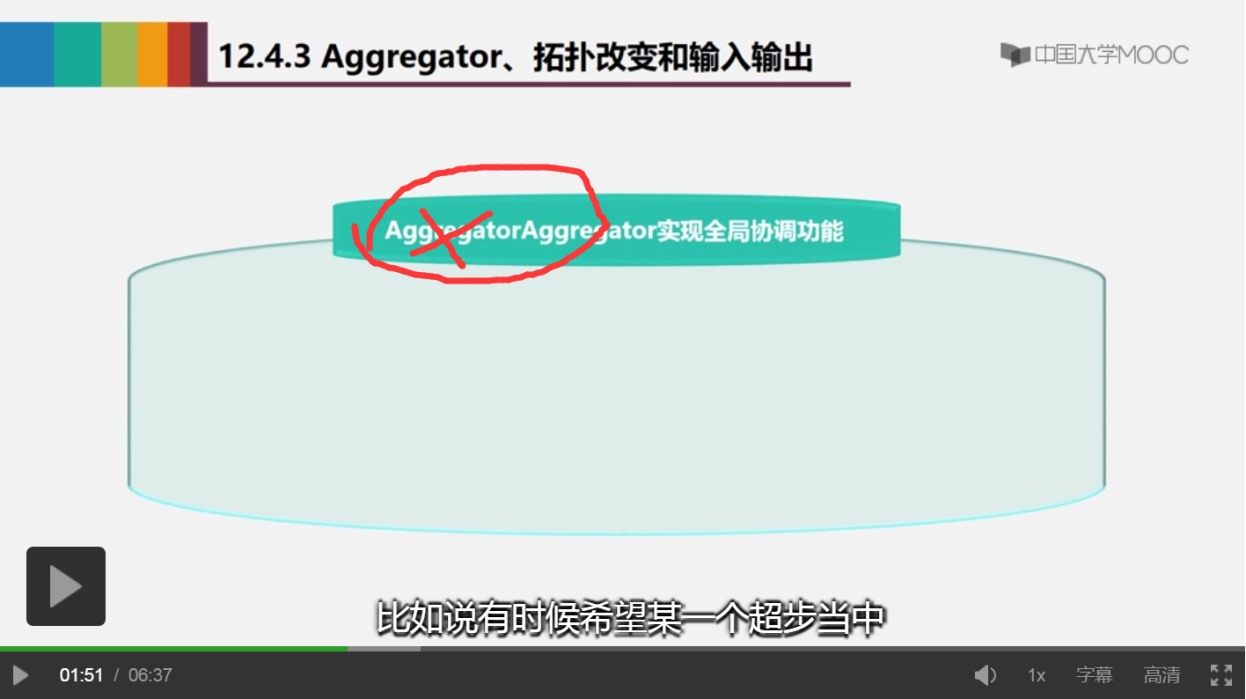 12.4.3 Aggregator、拓扑改变和输入输出
中国大学MOOC
AggregatorAggregator实现全局协调功能
比如说有时候希望某一个超步当中
01:51 / 06:37
1x 字幕 高清